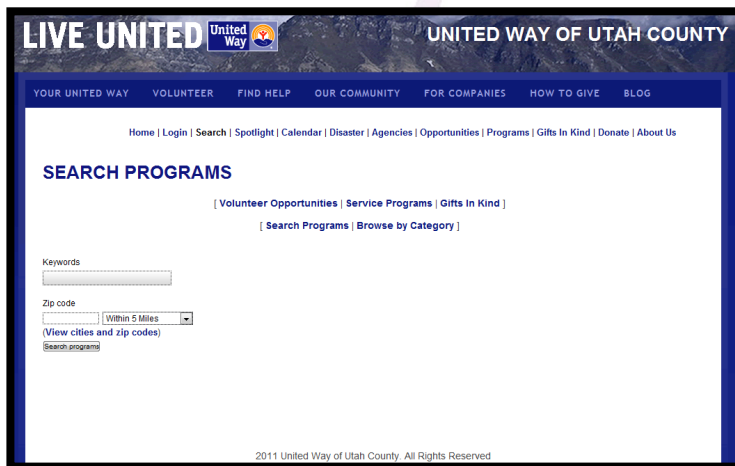 LIVE UNITED United Way UNITED WAY OF UTAH COUNTY
YOUR UNITED WAY VOLUNTEER FIND HELP OUR COMMUNITY FOR COMPANIES HOW TO GIVE BLOG
Home | Login | Search | Spotlight | Calendar | Disaster | Agencies | Opportunities | Programs | Gifts In Kind | Donate | About Us
SEARCH PROGRAMS
[ Volunteer Opportunities | Service Programs | Gifts In Kind ]
[ Search Programs | Browse by Category ]
Keywords
Zip code
Within 5 Miles
(View cities and zip codes)
Search programs
2011 United Way of Utah County. All Rights Reserved